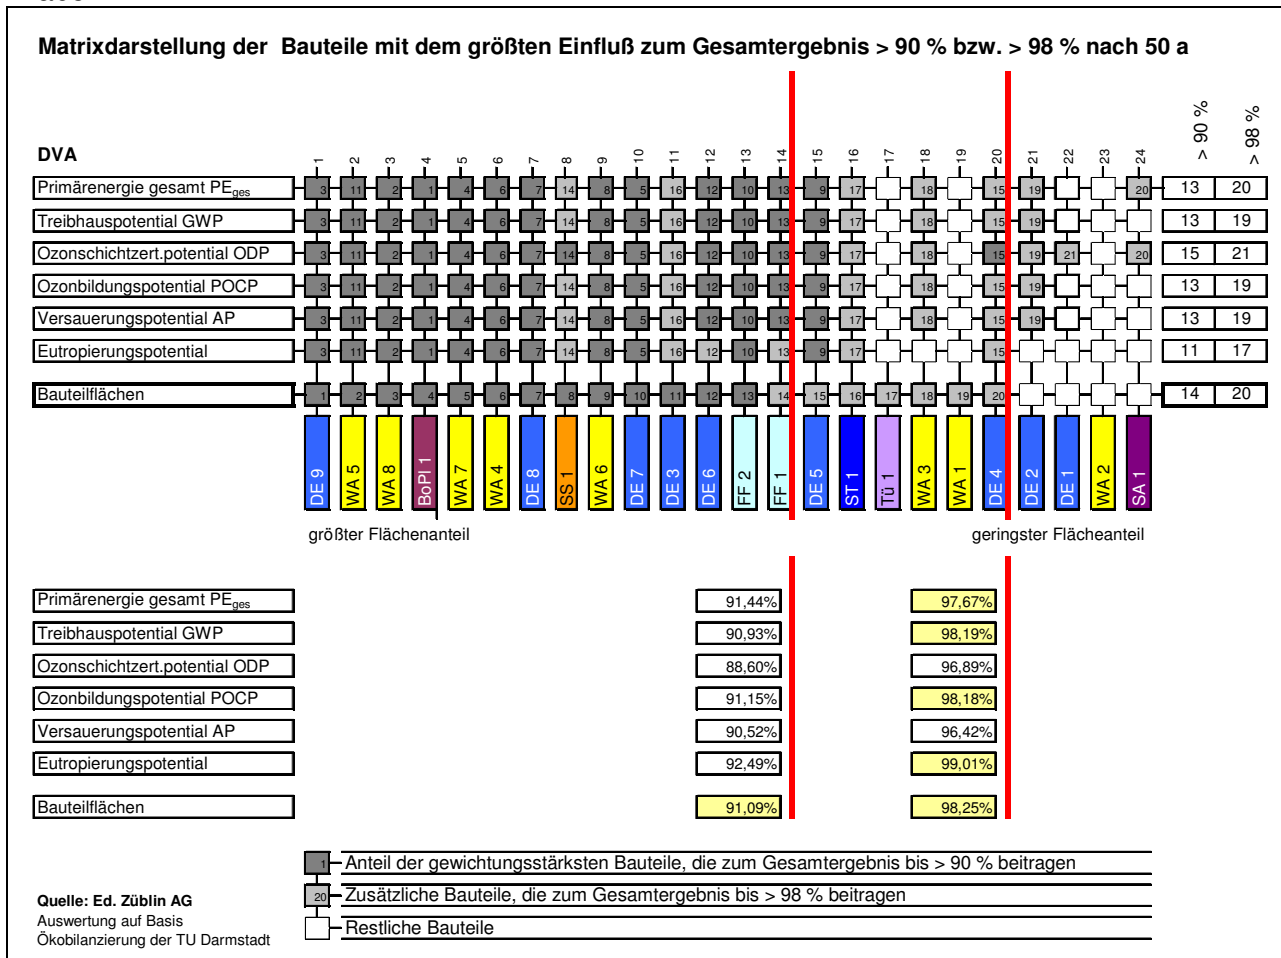 Matrixdarstellung der Bauteile mit dem größten Einfluß zum Gesamtergebnis > 90 % bzw. > 98 % nach 50 a
> 90 % > 98 %
DVA 1 2 3 4 5 6 7 8 9 10 11 12 13 14 15 16 17 18 19 20 21 22 23 24
Primärenergie gesamt PEges 3 11 2 1 4 6 7 14 8 5 16 12 10 13 9 17 18 15 19 20 13 20
Treibhauspotential GWP 3 11 2 1 4 6 7 14 8 5 16 12 10 13 9 17 18 15 19 13 19
Ozonschichtzert.potential ODP 3 11 2 1 4 6 7 14 8 5 16 12 10 13 9 17 18 15 19 21 20 15 21
Ozonbildungspotential POCP 3 11 2 1 4 6 7 14 8 5 16 12 10 13 9 17 18 15 19 13 19
Versauerungspotential AP 3 11 2 1 4 6 7 14 8 5 16 12 10 13 9 17 18 15 19 13 19
Eutropierungspotential 3 11 2 1 4 6 7 14 8 5 16 12 10 13 9 17 15 11 17
Bauteilflächen 1 2 3 4 5 6 7 8 9 10 11 12 13 14 15 16 17 18 19 20 14 20
DE 9 WA 5 WA 8 BoPl 1 WA 7 WA 4 DE 8 SS 1 WA 6 DE 7 DE 3 DE 6 FF 2 FF 1 DE 5 ST 1 Tü 1 WA 3 WA 1 DE 4 DE 2 DE 1 WA 2 SA 1
größter Flächenanteil geringster Flächeanteil
Primärenergie gesamt PEges 91,44% 97,67%
Treibhauspotential GWP 90,93% 98,19%
Ozonschichtzert.potential ODP 88,60% 96,89%
Ozonbildungspotential POCP 91,15% 98,18%
Versauerungspotential AP 90,52% 96,42%
Eutropierungspotential 92,49% 99,01%
Bauteilflächen 91,09% 98,25%
1 Anteil der gewichtungsstärksten Bauteile, die zum Gesamtergebnis bis > 90 % beitragen
20 Zusätzliche Bauteile, die zum Gesamtergebnis bis > 98 % beitragen
Restliche Bauteile
Quelle: Ed. Züblin AG
Auswertung auf Basis
Ökobilanzierung der TU Darmstadt